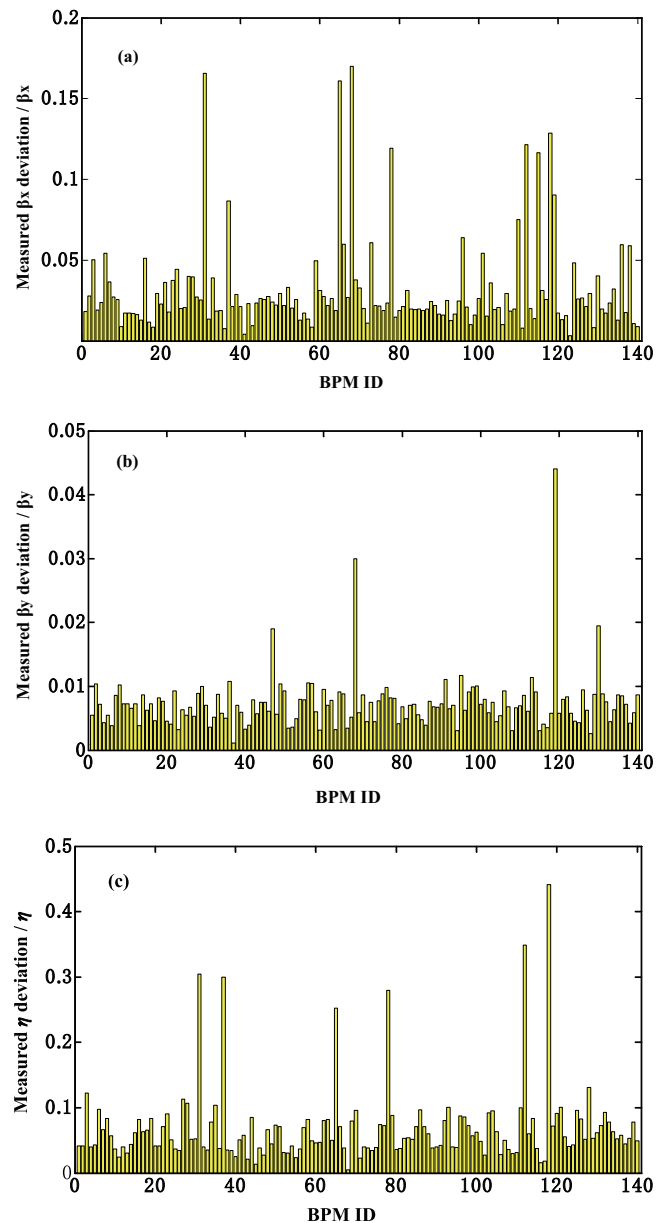 (a)
Measured βx deviation / βx
0.2
0.15
0.1
0.05
0 20 40 60 80 100 120 140
BPM ID
(b)
Measured βy deviation / βy
0.05
0.04
0.03
0.02
0.01
0
0 20 40 60 80 100 120 140
BPM ID
(c)
Measured η deviation / η
0.5
0.4
0.3
0.2
0.1
0
0 20 40 60 80 100 120 140
BPM ID